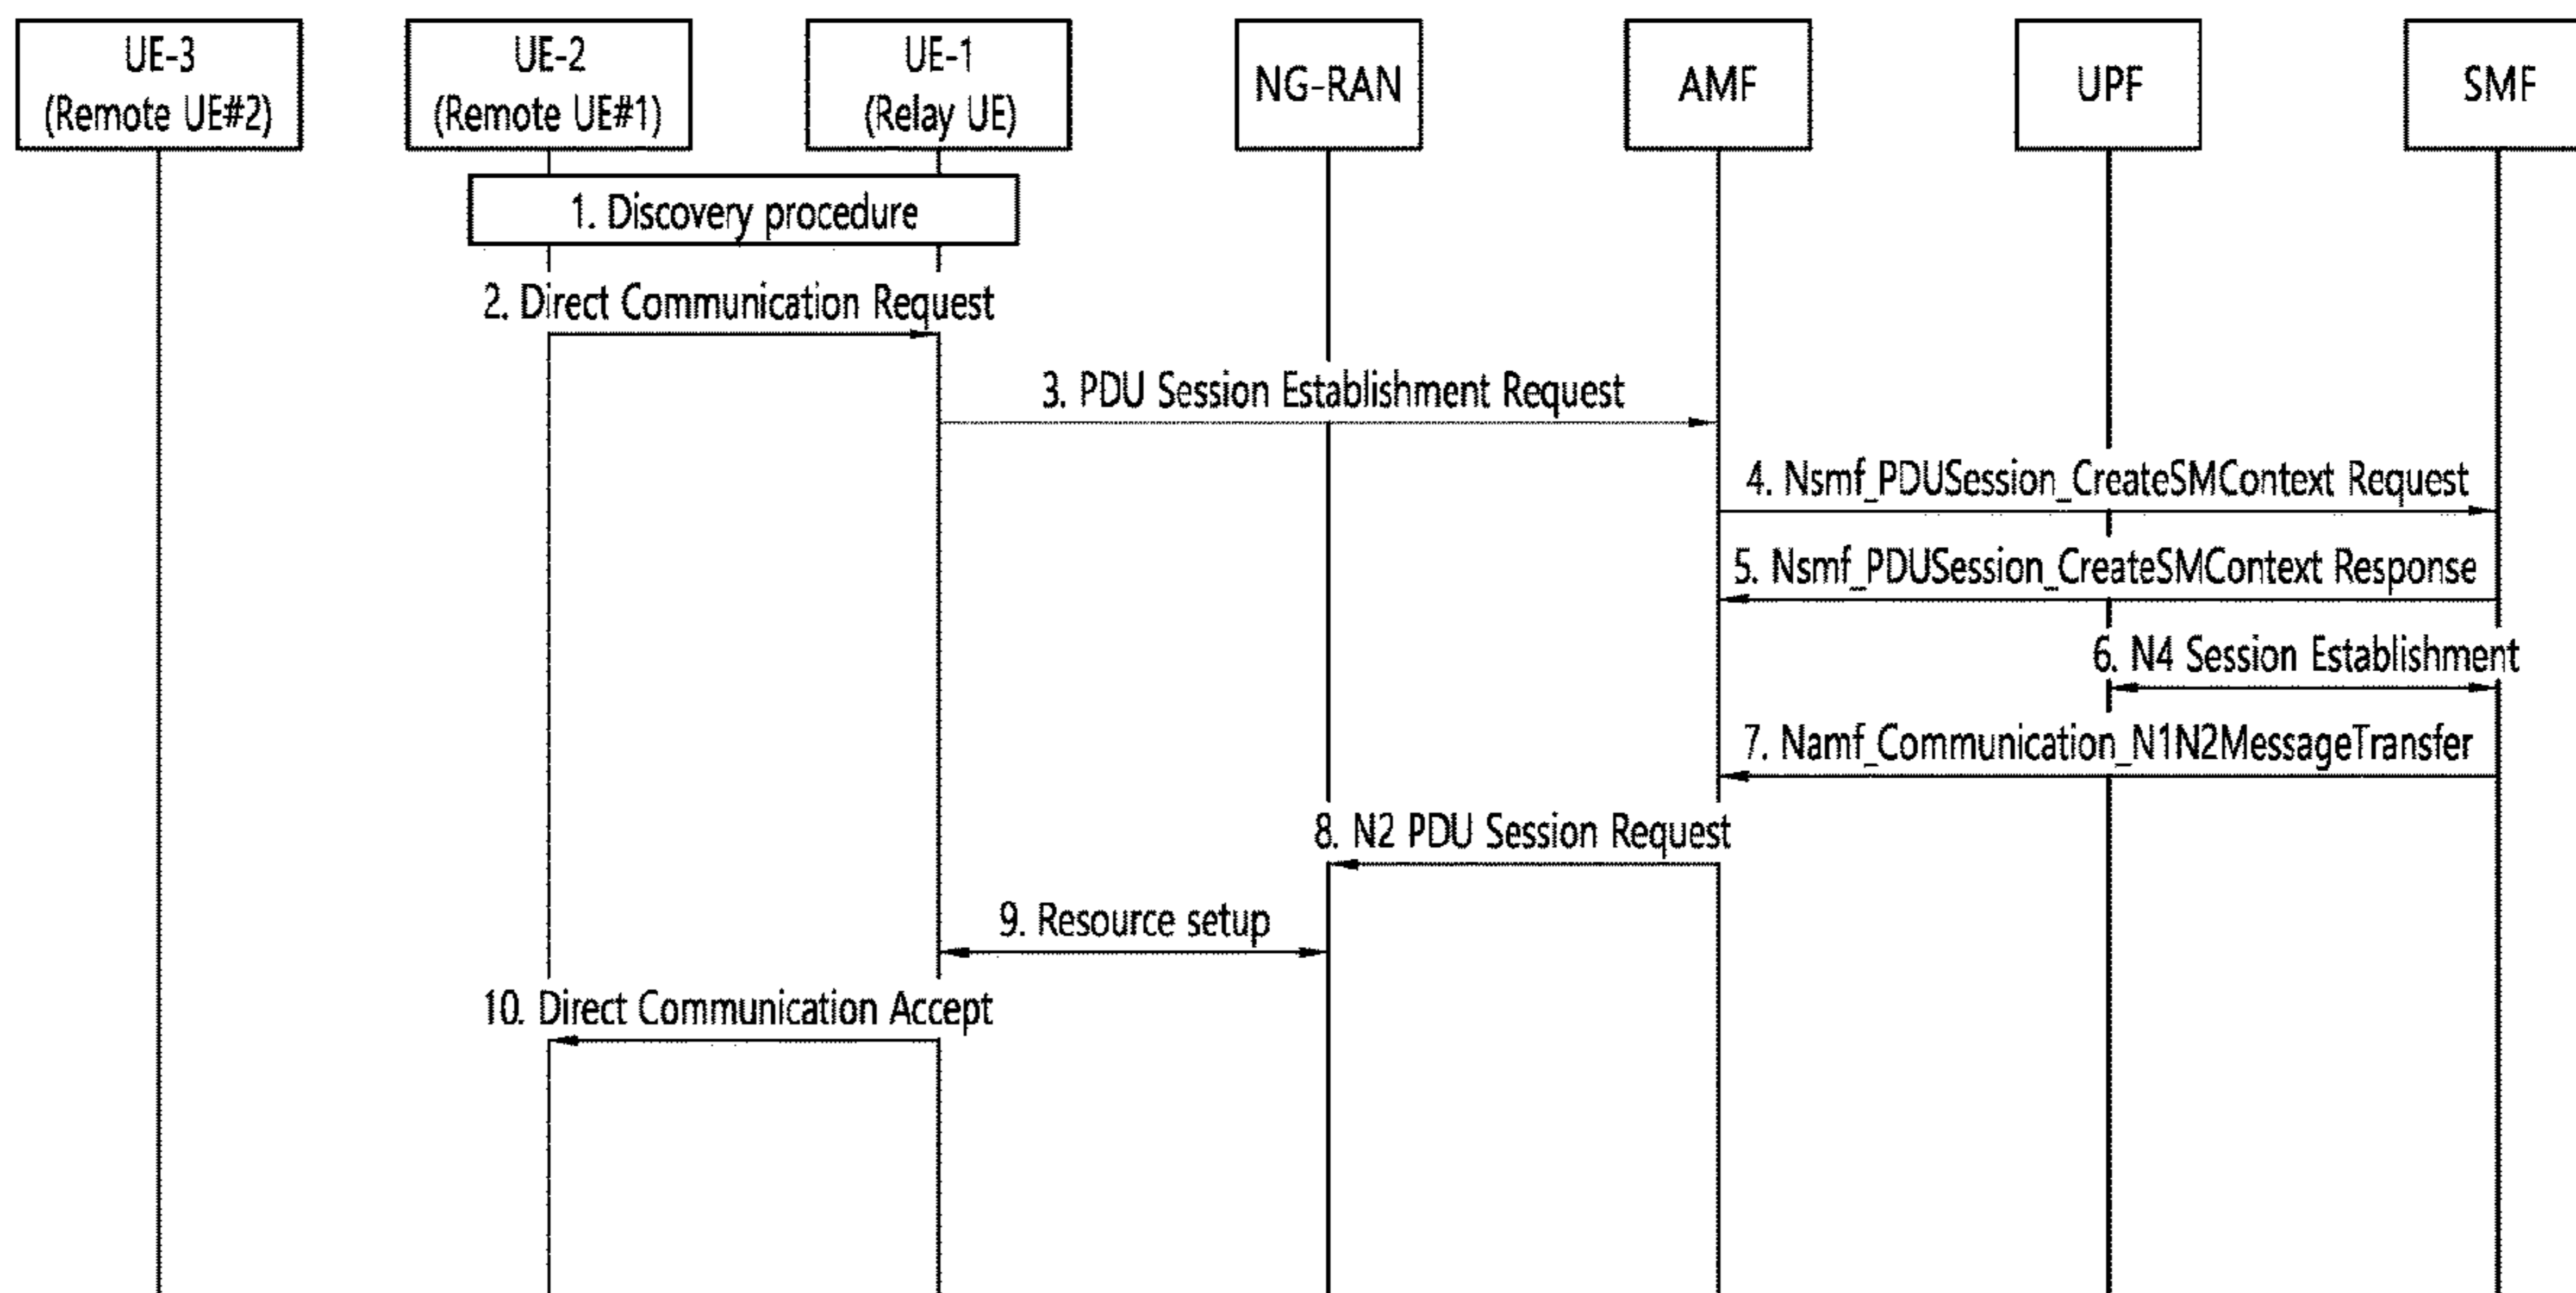 UE-3
(Remote UE#2)
UE-2
(Remote UE#1)
UE-1
(Relay UE)
NG-RAN
AMF
UPF
SMF
1. Discovery procedure
2. Direct Communication Request
3. PDU Session Establishment Request
4. Nsmf_PDUSession_CreateSMContext Request
5. Nsmf_PDUSession_CreateSMContext Response
6. N4 Session Establishment
7. Namf_Communication_N1N2MessageTransfer
8. N2 PDU Session Request
9. Resource setup
10. Direct Communication Accept